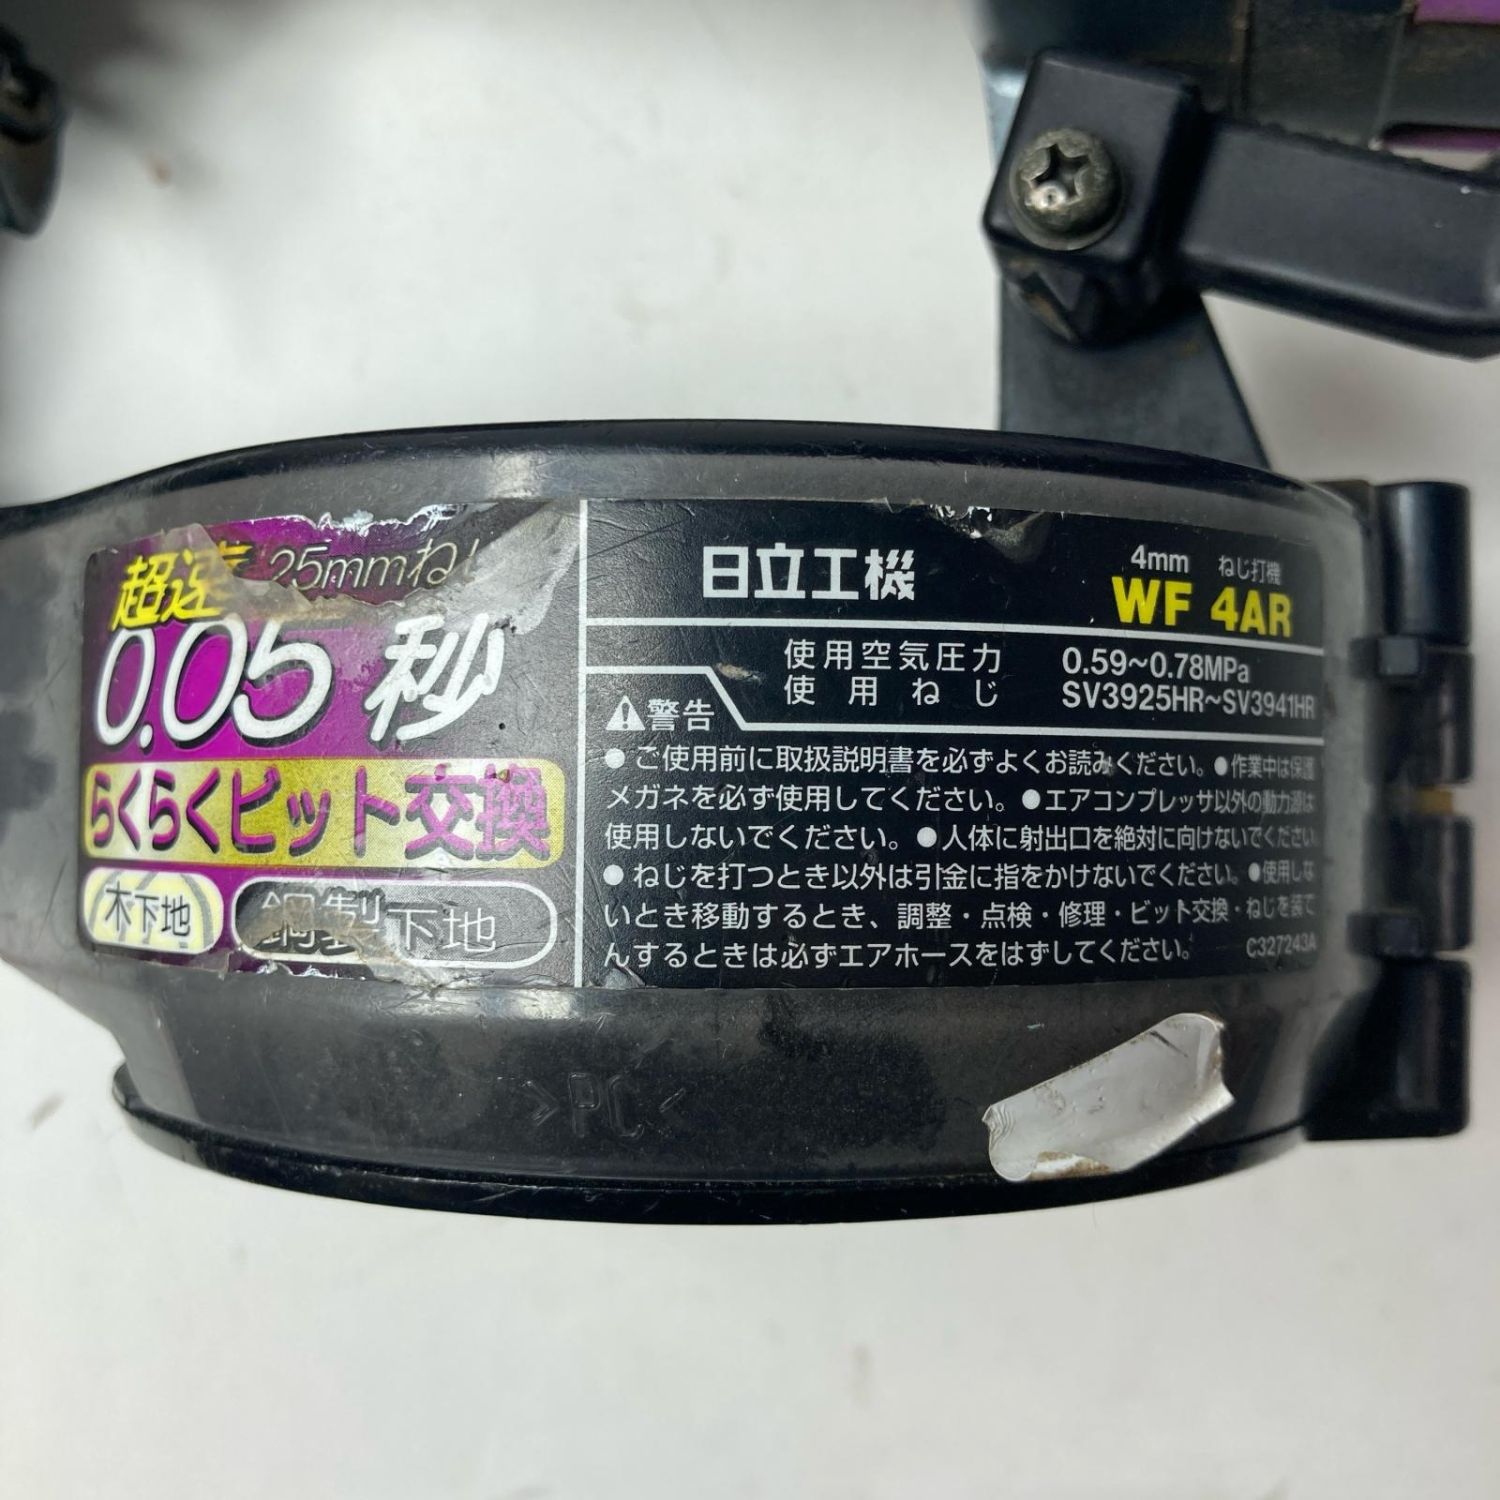 超速 25mmねじ
0.05秒
らくらくビット交換
木下地 鋼製下地
日立工機
4mm ねじ打機
WF 4AR
使用空気圧力 0.59~0.78MPa
使用ねじ SV3925HR~SV3941HR
警告
●ご使用前に取扱説明書を必ずよくお読みください。●作業中は保護
メガネを必ず使用してください。●エアコンプレッサ以外の動力源は
使用しないでください。●人体に射出口を絶対に向けないでください。
●ねじを打つとき以外は引金に指をかけないでください。●使用しな
いとき移動するとき、調整・点検・修理・ビット交換・ねじを装て
んするときは必ずエアホースをはずしてください。 C327243A
>PC<